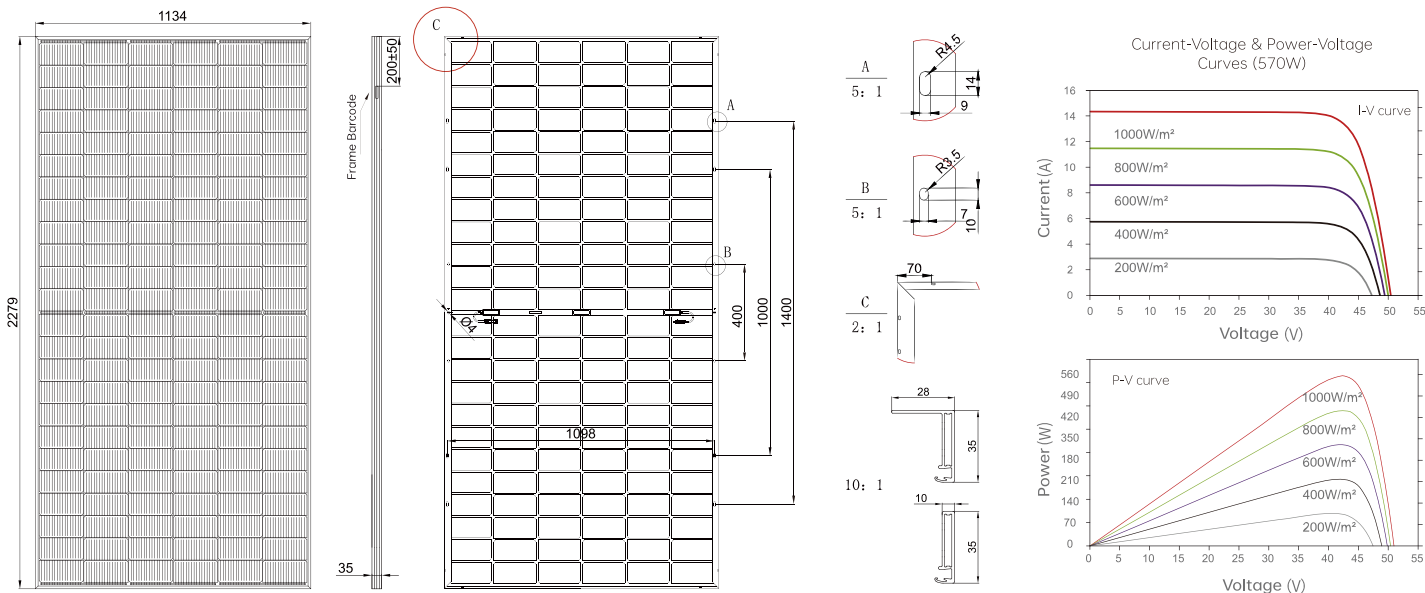 1134
2279
200±50
Frame Barcode
35
C
A
B
Ø4
400
1000
1400
1098
A
5: 1
R4.5
14
9
B
5: 1
R3.5
7
10
C
2: 1
70
28
35
10: 1
10
35
Current-Voltage & Power-Voltage
Curves (570W)
I-V curve
Current (A)
16
14
12
10
8
6
4
2
0
1000W/m²
800W/m²
600W/m²
400W/m²
200W/m²
0 5 10 15 20 25 30 35 40 45 50 55
Voltage (V)
P-V curve
Power (W)
560
490
420
350
180
210
140
70
0
1000W/m²
800W/m²
600W/m²
400W/m²
200W/m²
0 5 10 15 20 25 30 35 40 45 50 55
Voltage (V)